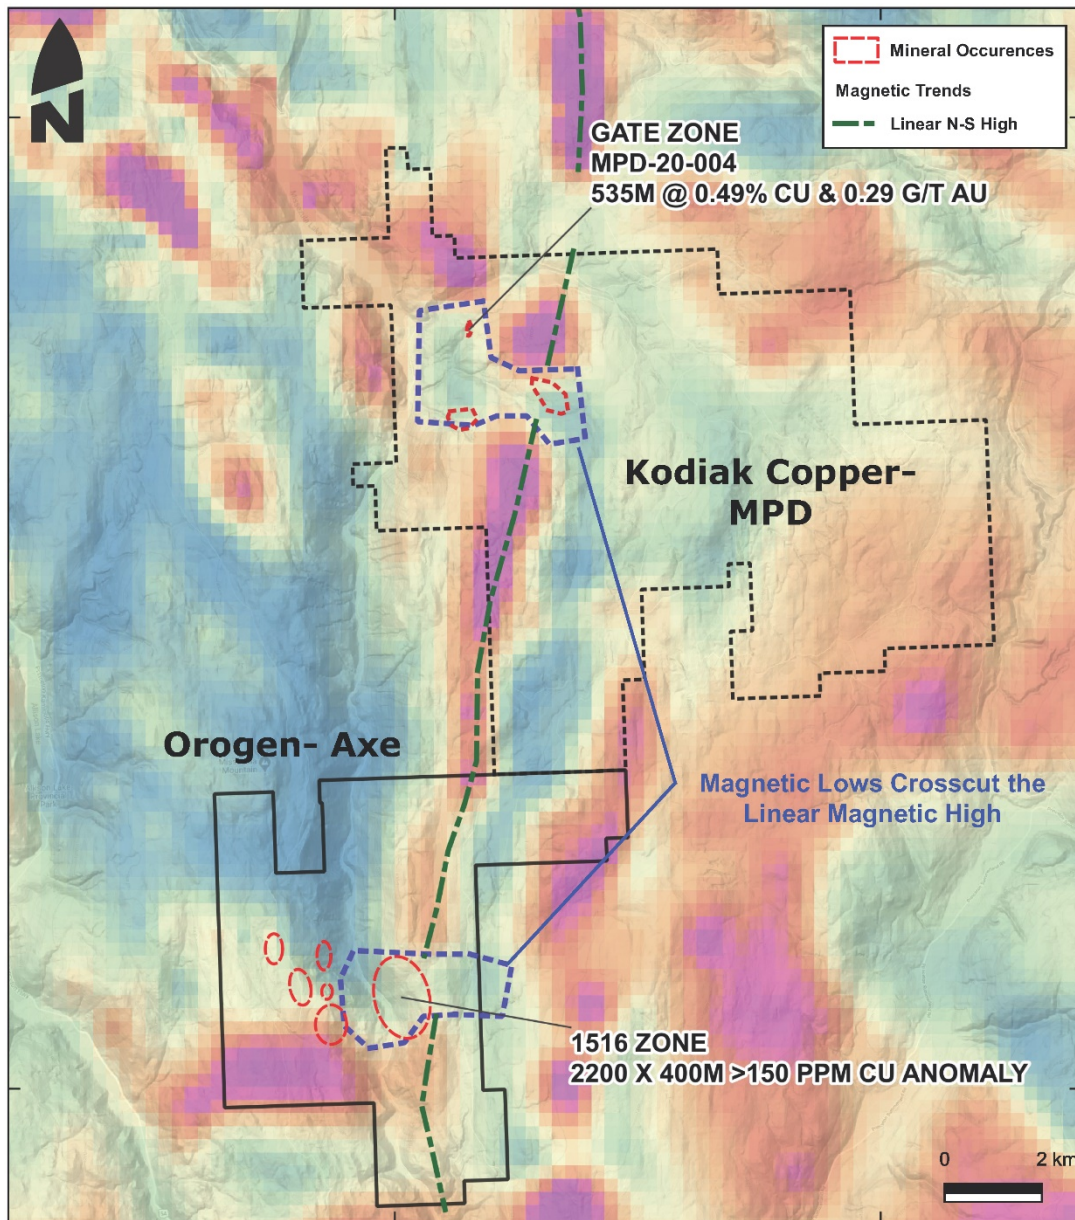 N
Mineral Occurences
Magnetic Trends
Linear N-S High
GATE ZONE
MPD-20-004
535M @ 0.49% CU & 0.29 G/T AU
Kodiak Copper-
MPD
Orogen- Axe
Magnetic Lows Crosscut the
Linear Magnetic High
1516 ZONE
2200 X 400M >150 PPM CU ANOMALY
0 2 km